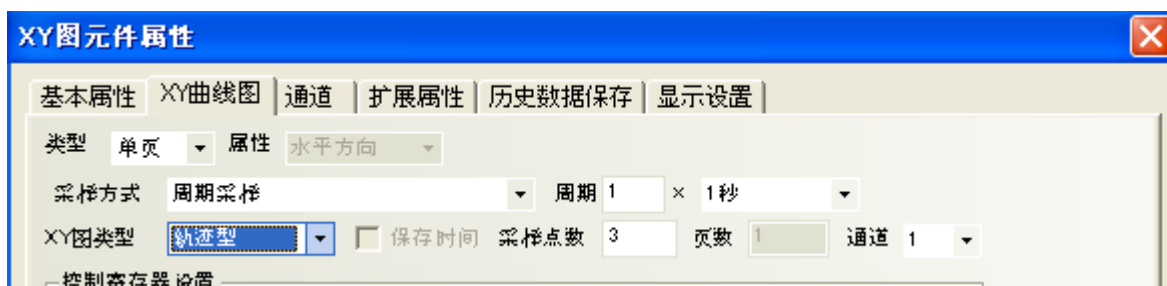 XY图元件属性
基本属性 XY曲线图 通道 扩展属性 历史数据保存 显示设置
类型 单页 属性 水平方向
采样方式 周期采样 周期 1 × 1秒
XY图类型 轨迹型 保存时间 采样点数 3 页数 1 通道 1
控制寄存器设置